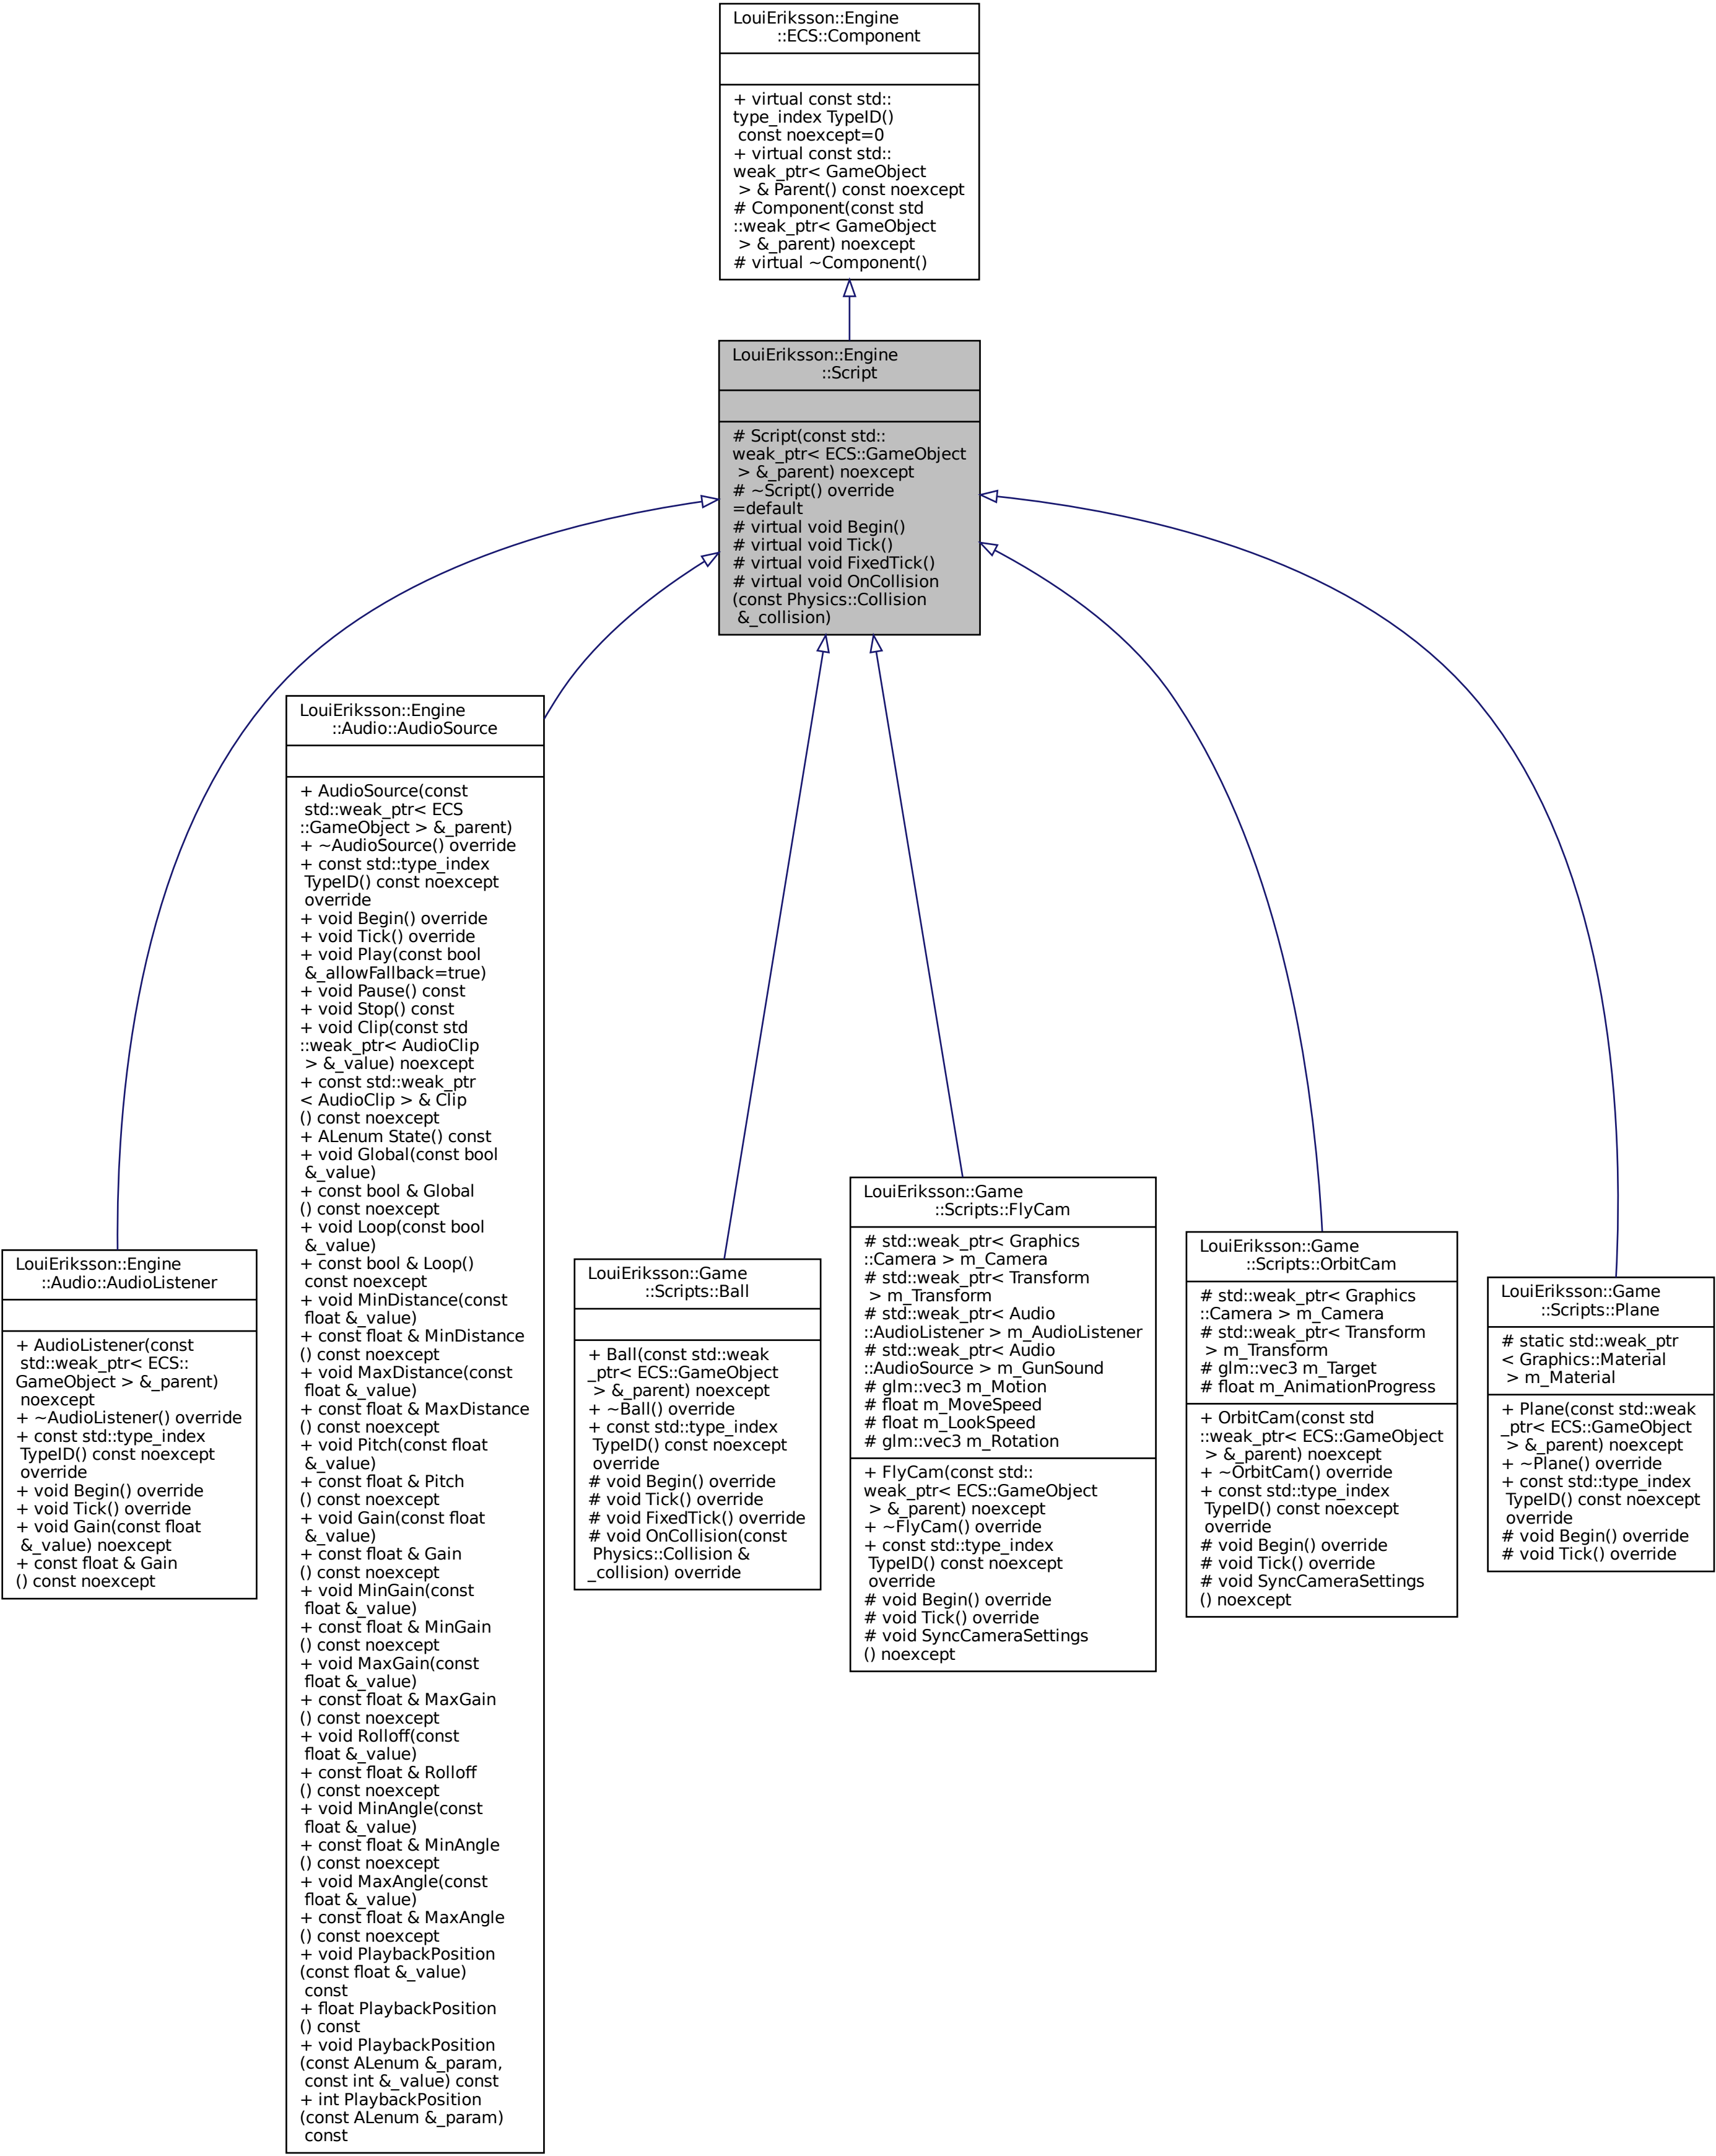 LouiEriksson::Engine
::ECS::Component
+ virtual const std::
type_index TypeID()
const noexcept=0
+ virtual const std::
weak_ptr< GameObject
> & Parent() const noexcept
# Component(const std
::weak_ptr< GameObject
> &_parent) noexcept
# virtual ~Component()
LouiEriksson::Engine
::Script
# Script(const std::
weak_ptr< ECS::GameObject
> &_parent) noexcept
# ~Script() override
=default
# virtual void Begin()
# virtual void Tick()
# virtual void FixedTick()
# virtual void OnCollision
(const Physics::Collision
&_collision)
LouiEriksson::Engine
::Audio::AudioListener
+ AudioListener(const
std::weak_ptr< ECS::
GameObject > &_parent)
noexcept
+ ~AudioListener() override
+ const std::type_index
TypeID() const noexcept
override
+ void Begin() override
+ void Tick() override
+ void Gain(const float
&_value) noexcept
+ const float & Gain
() const noexcept
LouiEriksson::Engine
::Audio::AudioSource
+ AudioSource(const
std::weak_ptr< ECS
::GameObject > &_parent)
+ ~AudioSource() override
+ const std::type_index
TypeID() const noexcept
override
+ void Begin() override
+ void Tick() override
+ void Play(const bool
&_allowFallback=true)
+ void Pause() const
+ void Stop() const
+ void Clip(const std
::weak_ptr< AudioClip
> &_value) noexcept
+ const std::weak_ptr
< AudioClip > & Clip
() const noexcept
+ ALenum State() const
+ void Global(const bool
&_value)
+ const bool & Global
() const noexcept
+ void Loop(const bool
&_value)
+ const bool & Loop()
const noexcept
+ void MinDistance(const
float &_value)
+ const float & MinDistance
() const noexcept
+ void MaxDistance(const
float &_value)
+ const float & MaxDistance
() const noexcept
+ void Pitch(const float
&_value)
+ const float & Pitch
() const noexcept
+ void Gain(const float
&_value)
+ const float & Gain
() const noexcept
+ void MinGain(const
float &_value)
+ const float & MinGain
() const noexcept
+ void MaxGain(const
float &_value)
+ const float & MaxGain
() const noexcept
+ void Rolloff(const
float &_value)
+ const float & Rolloff
() const noexcept
+ void MinAngle(const
float &_value)
+ const float & MinAngle
() const noexcept
+ void MaxAngle(const
float &_value)
+ const float & MaxAngle
() const noexcept
+ void PlaybackPosition
(const float &_value)
const
+ float PlaybackPosition
() const
+ void PlaybackPosition
(const ALenum &_param,
const int &_value) const
+ int PlaybackPosition
(const ALenum &_param)
const
LouiEriksson::Game
::Scripts::Ball
+ Ball(const std::weak
_ptr< ECS::GameObject
> &_parent) noexcept
+ ~Ball() override
+ const std::type_index
TypeID() const noexcept
override
# void Begin() override
# void Tick() override
# void FixedTick() override
# void OnCollision(const
Physics::Collision &
_collision) override
LouiEriksson::Game
::Scripts::FlyCam
# std::weak_ptr< Graphics
::Camera > m_Camera
# std::weak_ptr< Transform
> m_Transform
# std::weak_ptr< Audio
::AudioListener > m_AudioListener
# std::weak_ptr< Audio
::AudioSource > m_GunSound
# glm::vec3 m_Motion
# float m_MoveSpeed
# float m_LookSpeed
# glm::vec3 m_Rotation
+ FlyCam(const std::
weak_ptr< ECS::GameObject
> &_parent) noexcept
+ ~FlyCam() override
+ const std::type_index
TypeID() const noexcept
override
# void Begin() override
# void Tick() override
# void SyncCameraSettings
() noexcept
LouiEriksson::Game
::Scripts::OrbitCam
# std::weak_ptr< Graphics
::Camera > m_Camera
# std::weak_ptr< Transform
> m_Transform
# glm::vec3 m_Target
# float m_AnimationProgress
+ OrbitCam(const std
::weak_ptr< ECS::GameObject
> &_parent) noexcept
+ ~OrbitCam() override
+ const std::type_index
TypeID() const noexcept
override
# void Begin() override
# void Tick() override
# void SyncCameraSettings
() noexcept
LouiEriksson::Game
::Scripts::Plane
# static std::weak_ptr
< Graphics::Material
> m_Material
+ Plane(const std::weak
_ptr< ECS::GameObject
> &_parent) noexcept
+ ~Plane() override
+ const std::type_index
TypeID() const noexcept
override
# void Begin() override
# void Tick() override